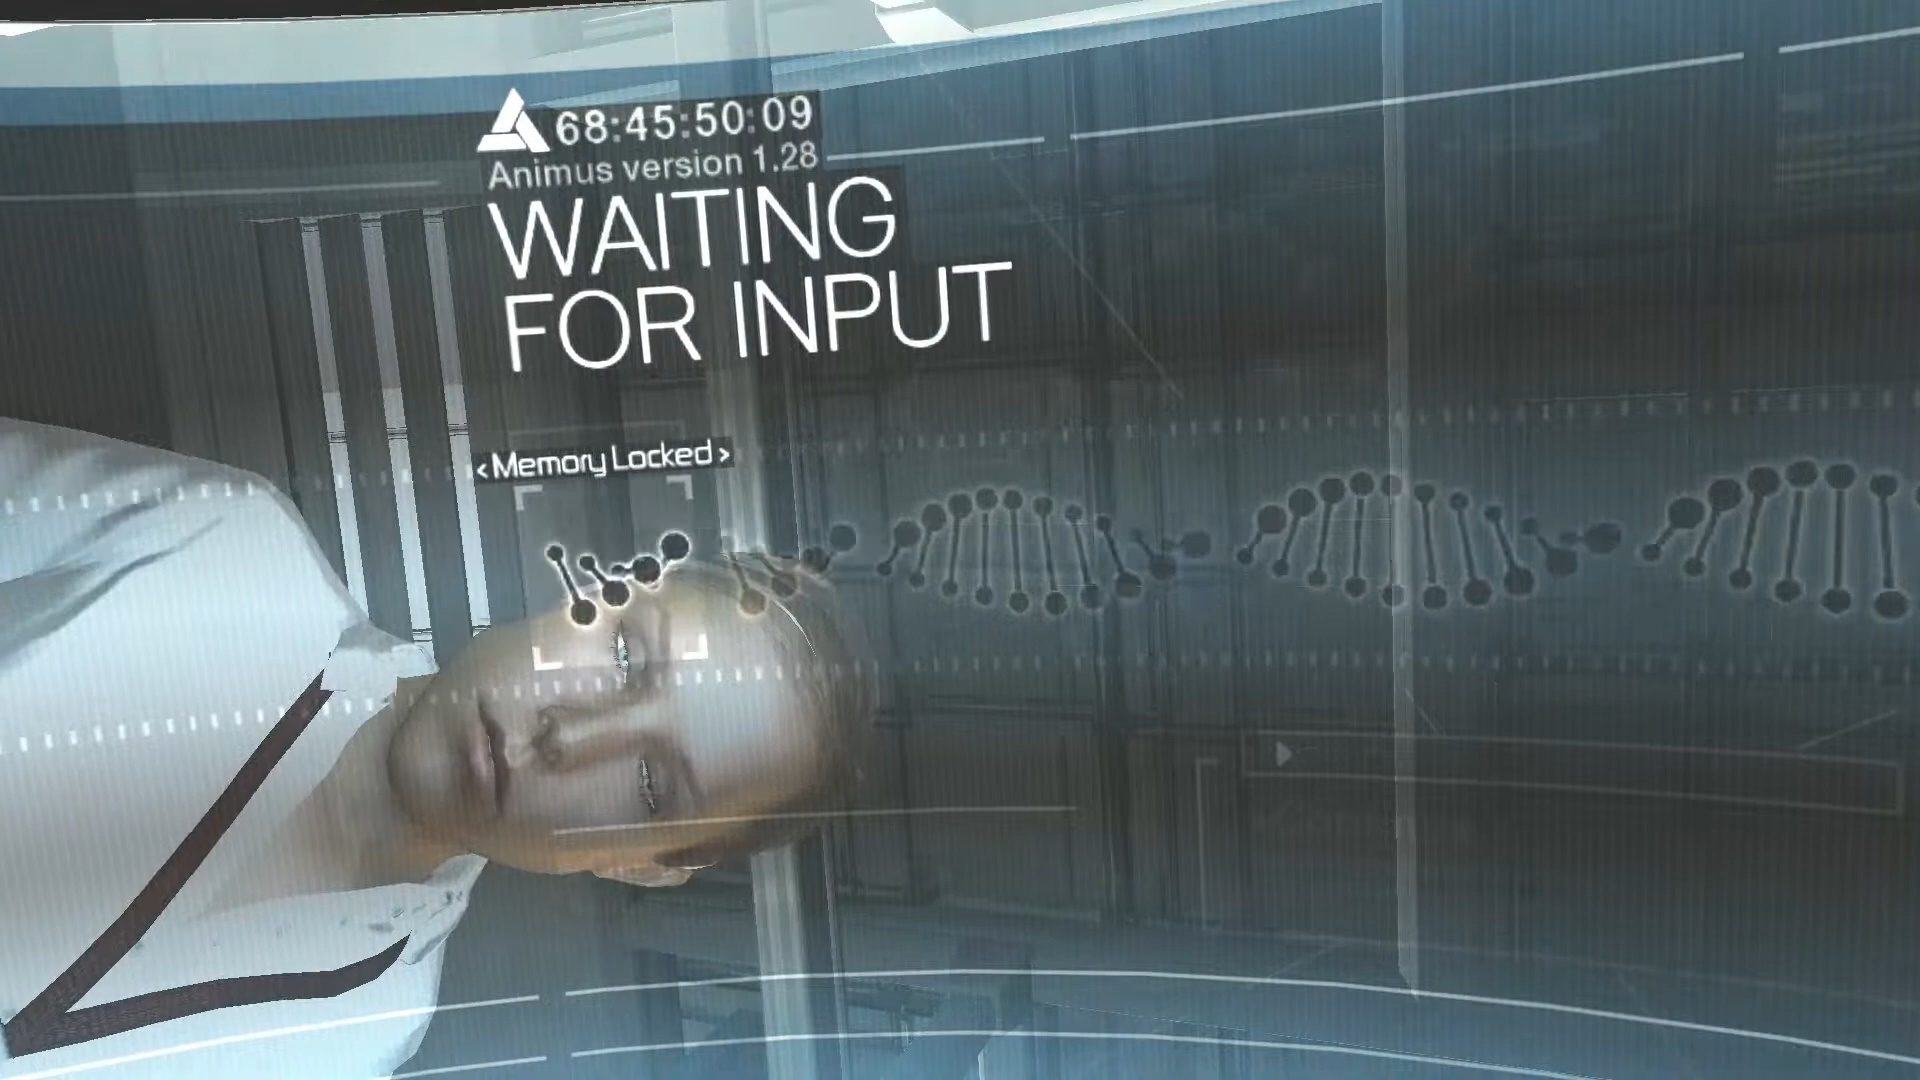 68:45:50:09
Animus version 1.28
WAITING
FOR INPUT
<Memory Locked>